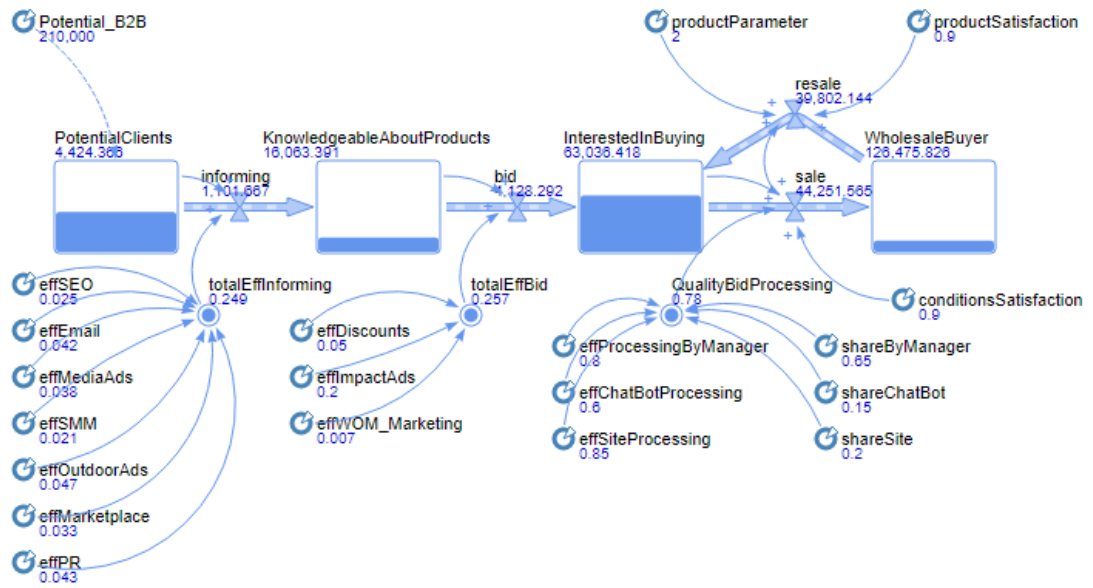 Potential_B2B
210,000
productParameter
2
productSatisfaction
0.9
resale
39,802.144
PotentialClients
4,424.366
KnowledgeableAboutProducts
16,063.391
InterestedInBuying
63,036.418
WholesaleBuyer
126,475.826
informing
1,101.667
bid
4,128.292
sale
44,251.565
effSEO
0.025
totalEffInforming
0.249
totalEffBid
0.257
QualityBidProcessing
0.78
conditionsSatisfaction
0.9
effEmail
0.042
effDiscounts
0.05
effProcessingByManager
0.8
shareByManager
0.65
effMediaAds
0.038
effImpactAds
0.2
effChatBotProcessing
0.6
shareChatBot
0.15
effSMM
0.021
effWOM_Marketing
0.007
effSiteProcessing
0.85
shareSite
0.2
effOutdoorAds
0.047
effMarketplace
0.033
effPR
0.043